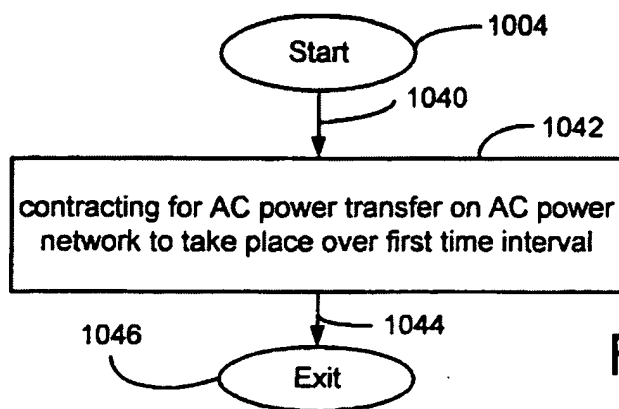 Start
1004
1040
1042
contracting for AC power transfer on AC power
network to take place over first time interval
1044
1046
Exit
F